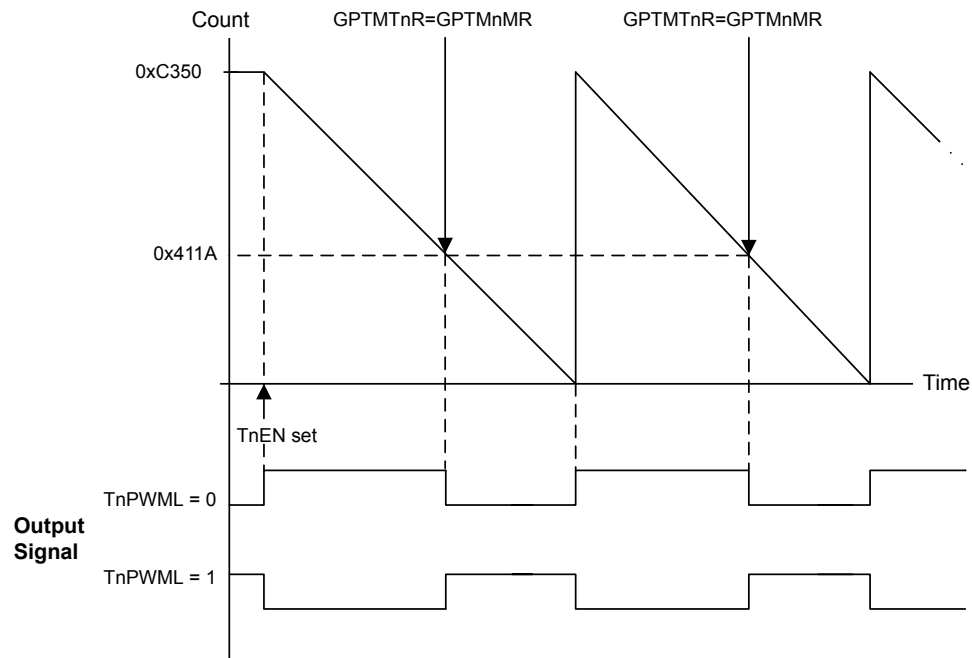 Count
GPTMTnR=GPTMnMR
GPTMTnR=GPTMnMR
0xC350
0x411A
Time
TnEN set
TnPWML = 0
Output
Signal
TnPWML = 1